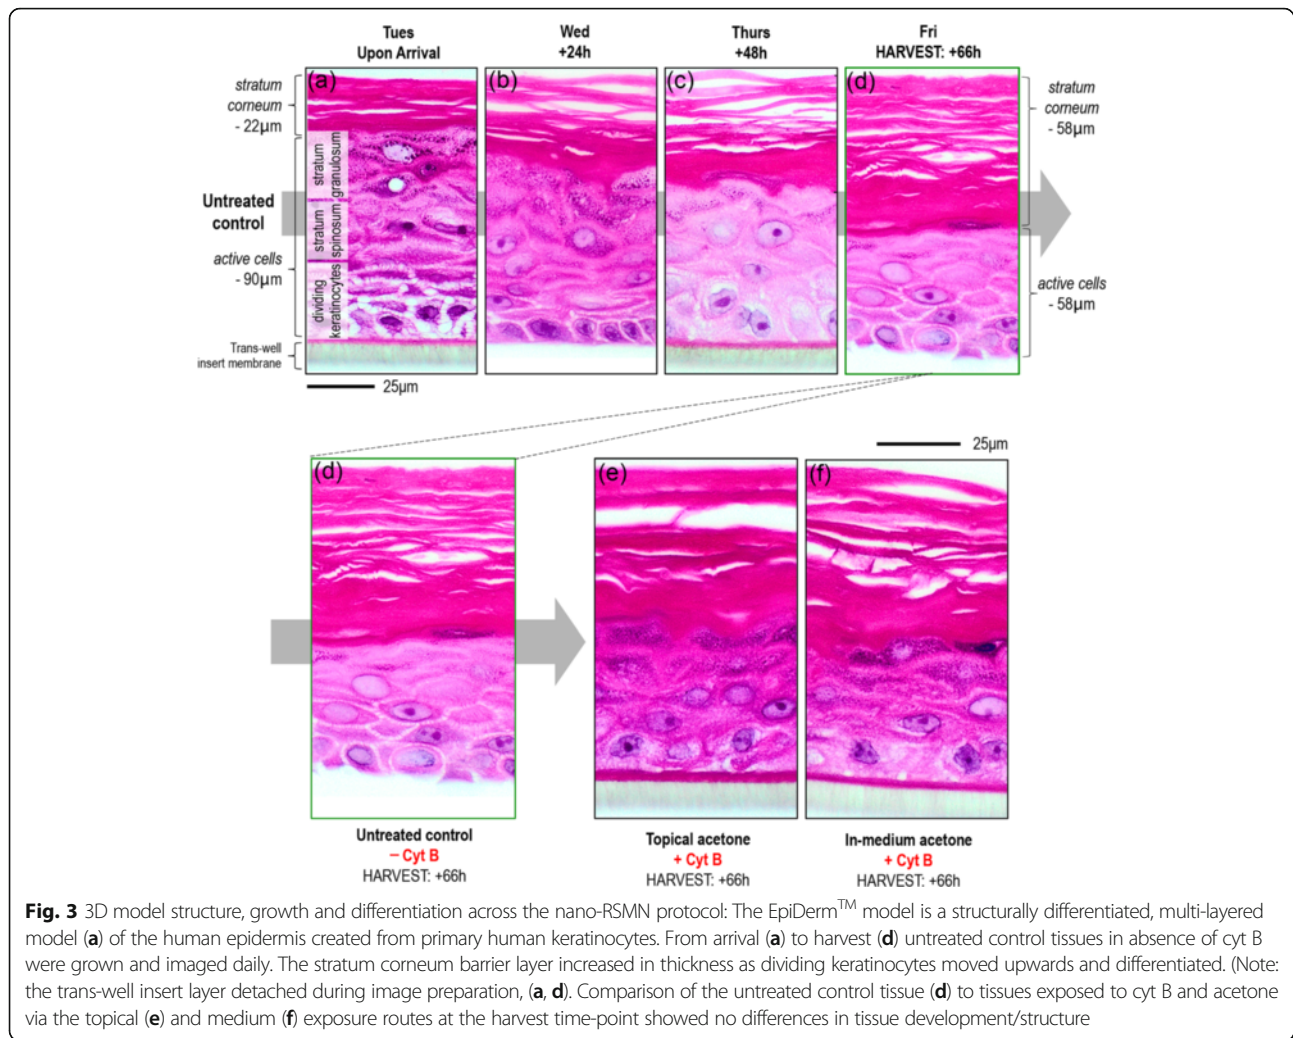 Tues
Upon Arrival
Wed
+24h
Thurs
+48h
Fri
HARVEST: +66h
(a)
(b)
(c)
(d)
stratum
corneum
- 22µm
stratum
granulosum
stratum
spinosum
dividing
keratinocytes
Untreated
control
active cells
- 90µm
Trans-well
insert membrane
stratum
corneum
- 58µm
active cells
- 58µm
25µm
25µm
(d)
(e)
(f)
Untreated control
– Cyt B
HARVEST: +66h
Topical acetone
+ Cyt B
HARVEST: +66h
In-medium acetone
+ Cyt B
HARVEST: +66h
Fig. 3 3D model structure, growth and differentiation across the nano-RSMN protocol: The EpiDerm™ model is a structurally differentiated, multi-layered
model (a) of the human epidermis created from primary human keratinocytes. From arrival (a) to harvest (d) untreated control tissues in absence of cyt B
were grown and imaged daily. The stratum corneum barrier layer increased in thickness as dividing keratinocytes moved upwards and differentiated. (Note:
the trans-well insert layer detached during image preparation, (a, d). Comparison of the untreated control tissue (d) to tissues exposed to cyt B and acetone
via the topical (e) and medium (f) exposure routes at the harvest time-point showed no differences in tissue development/structure